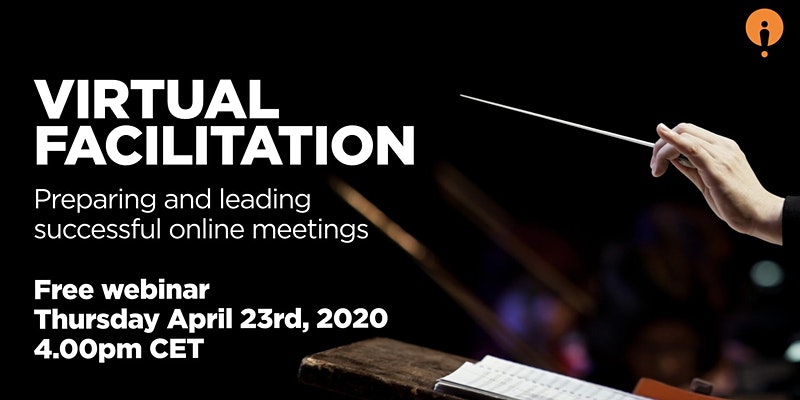 VIRTUAL
FACILITATION
Preparing and leading
successful online meetings
Free webinar
Thursday April 23rd, 2020
4.00pm CET